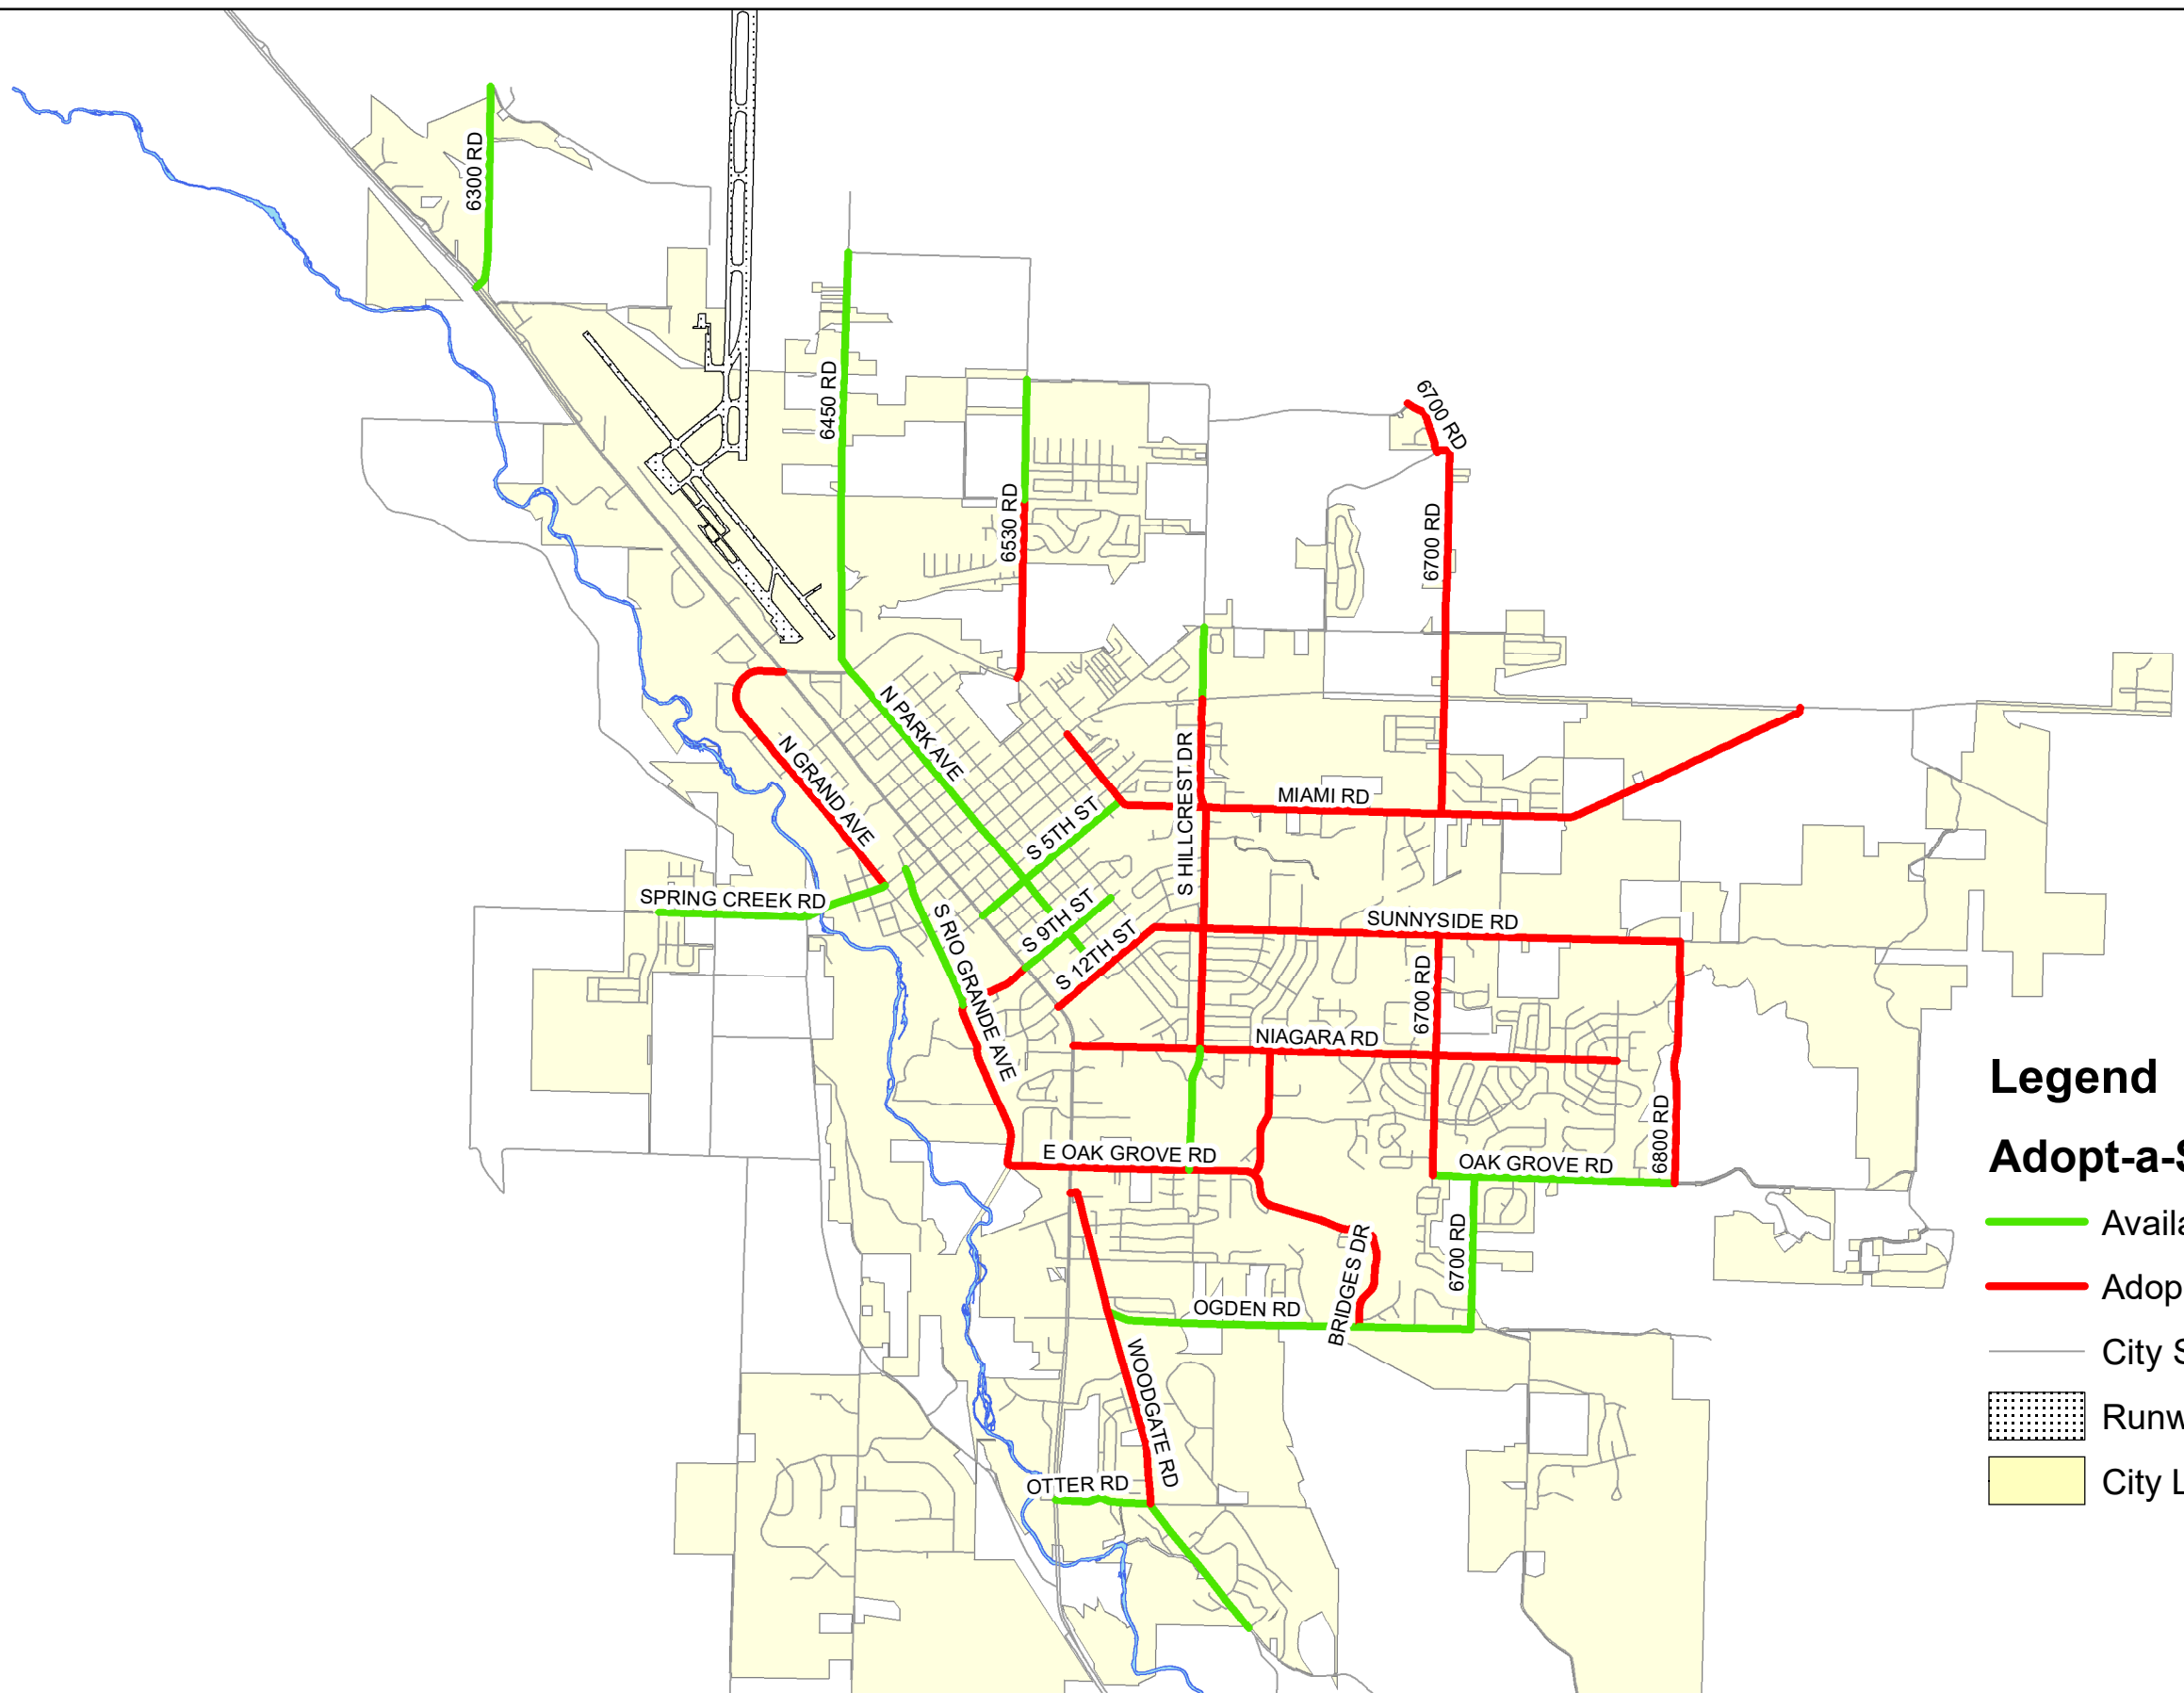 6300 RD
6450 RD
6700 RD
6530 RD
6700 RD
N PARK AVE
N GRAND AVE
S HILLCREST DR
MIAMI RD
S 5TH ST
SPRING CREEK RD
S RIO GRANDE AVE
S 9TH ST
S 12TH ST
SUNNYSIDE RD
6700 RD
NIAGARA RD
6800 RD
E OAK GROVE RD
OAK GROVE RD
6700 RD
BRIDGES DR
OGDEN RD
WOODGATE RD
OTTER RD
Legend
Adopt-a-S
Availa
Adop
City S
Runw
City L